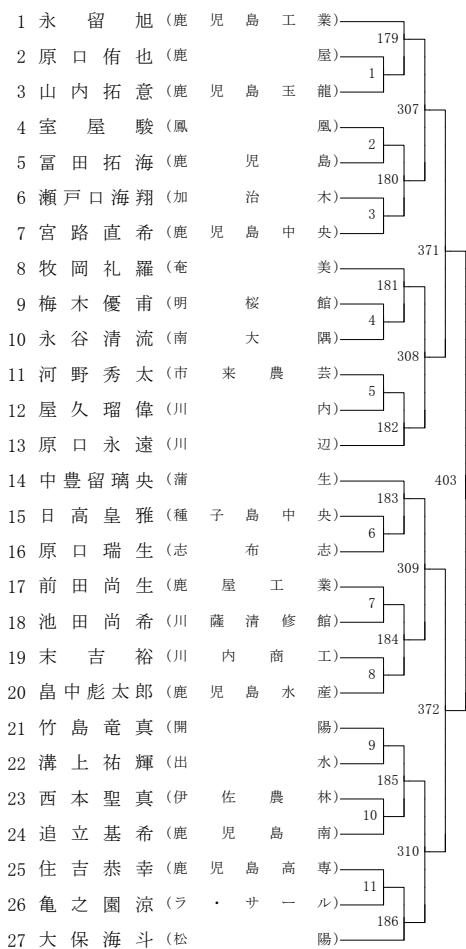 1 永留旭 (鹿児島工業)
179
2 原口侑也 (鹿屋)
1
3 山内拓意 (鹿児島玉龍)
307
4 室屋駿 (鳳凰)
2
5 冨田拓海 (鹿児島)
180
6 瀬戸口海翔 (加治木)
3
7 宮路直希 (鹿児島中央)
371
8 牧岡礼羅 (奄美)
181
9 梅木優甫 (明桜館)
4
10 永谷清流 (南大隅)
308
11 河野秀太 (市来農芸)
5
12 屋久瑠偉 (川内)
182
13 原口永遠 (川辺)
403
14 中豊留璃央 (蒲生)
183
15 日高皇雅 (種子島中央)
6
16 原口瑞生 (志布志)
309
17 前田尚生 (鹿屋工業)
7
18 池田尚希 (川薩清修館)
184
19 末吉裕 (川内商工)
8
20 畠中彪太郎 (鹿児島水産)
372
21 竹島竜真 (開陽)
9
22 溝上祐輝 (出水)
185
23 西本聖真 (伊佐農林)
10
24 追立基希 (鹿児島南)
310
25 住吉恭幸 (鹿児島高専)
11
26 亀之園涼 (ラ・サール)
186
27 大保海斗 (松陽)